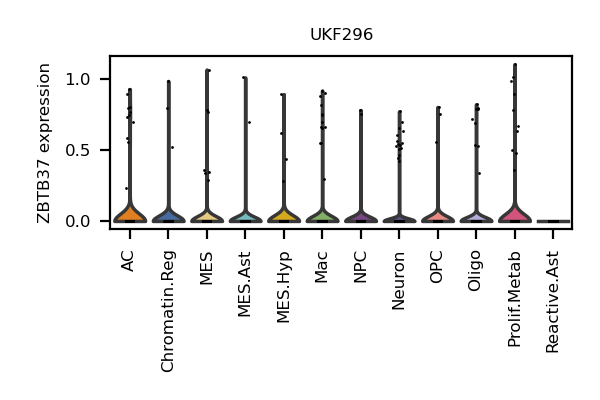 UKF296
ZBTB37 expression
1.0
0.5
0.0
AC
Chromatin.Reg
MES
MES.Ast
MES.Hyp
Mac
NPC
Neuron
OPC
Oligo
Prolif.Metab
Reactive.Ast